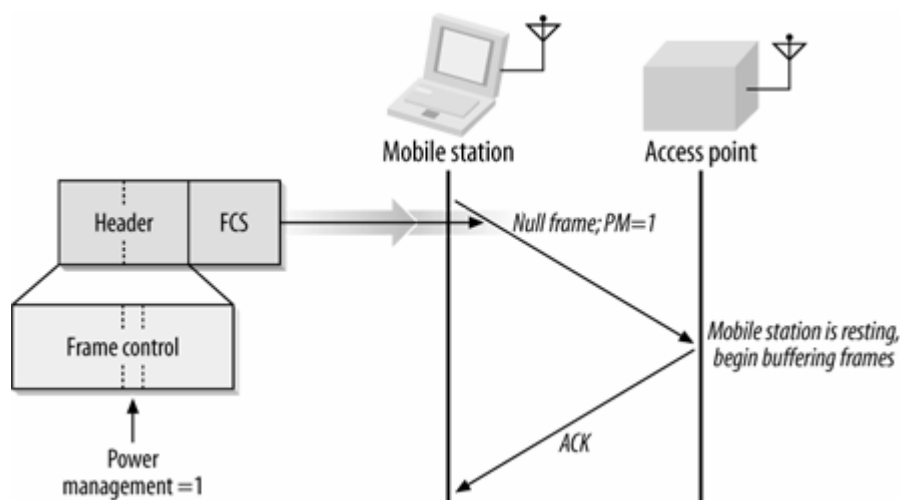 Mobile station
Access point
Header
FCS
Null frame; PM=1
Frame control
Mobile station is resting,
begin buffering frames
ACK
Power
management =1